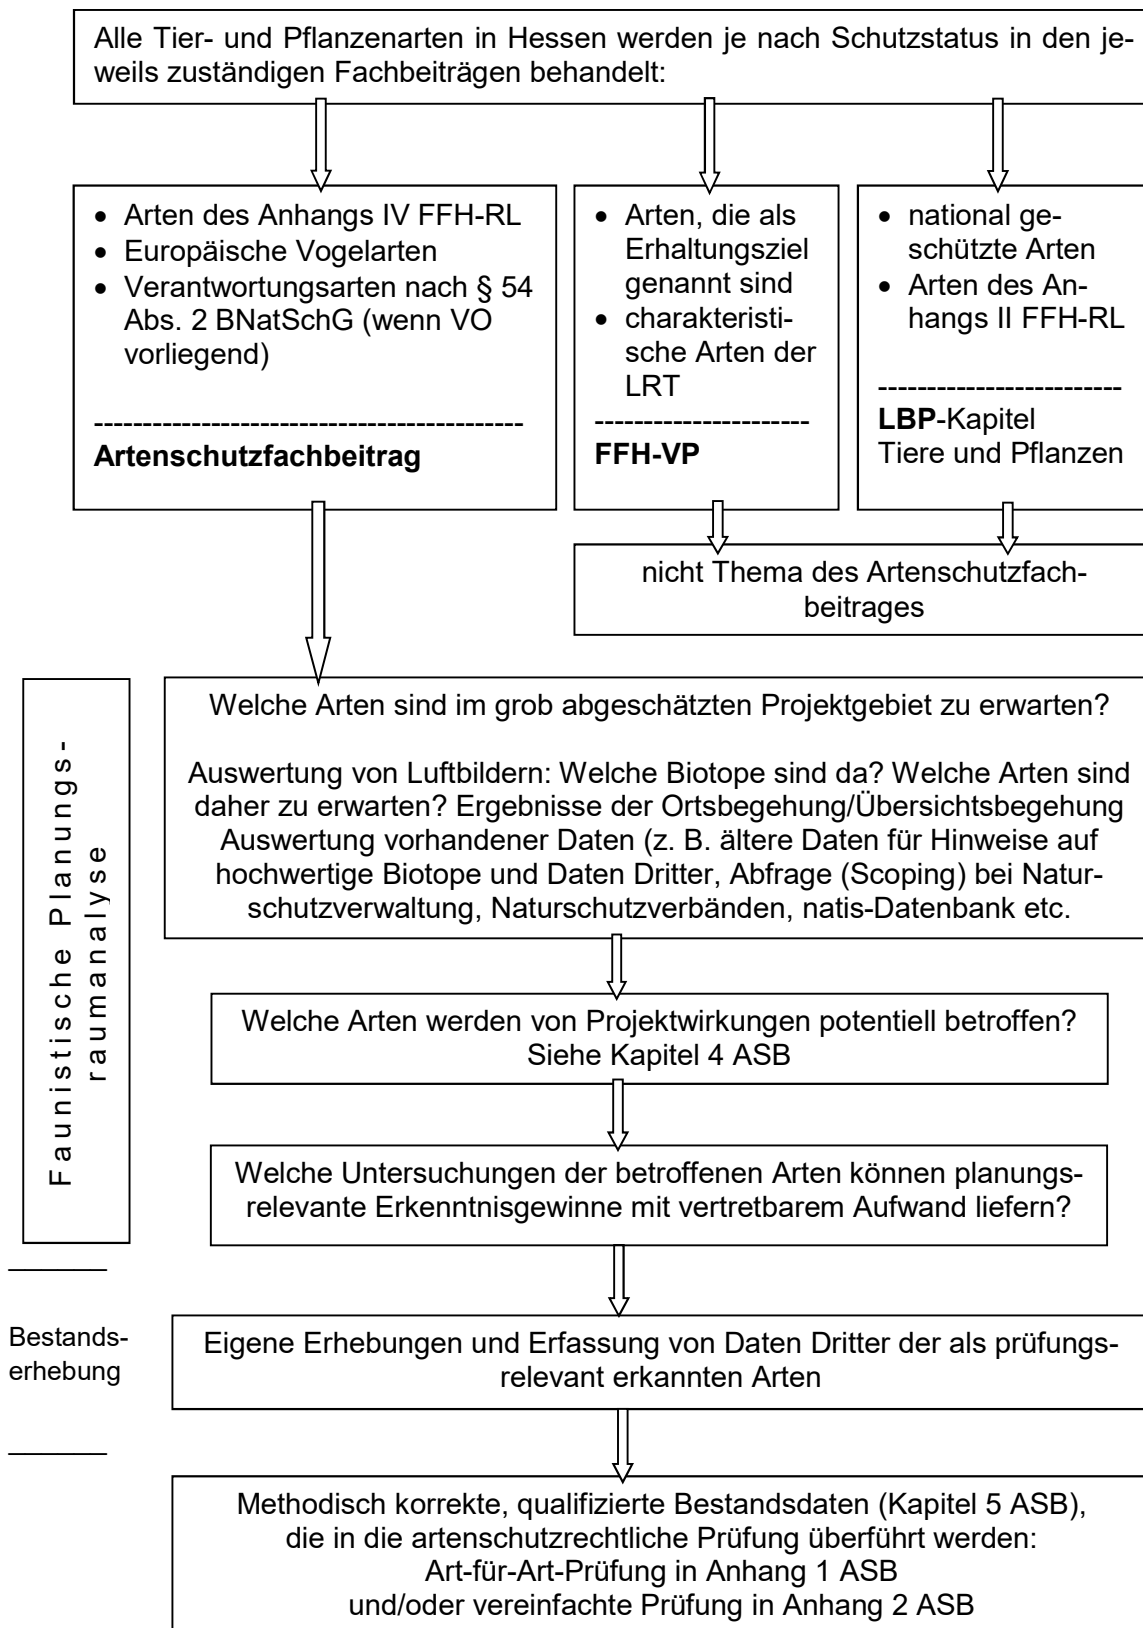 Alle Tier- und Pflanzenarten in Hessen werden je nach Schutzstatus in den je-
weils zuständigen Fachbeiträgen behandelt:
• Arten des Anhangs IV FFH-RL
• Europäische Vogelarten
• Verantwortungsarten nach § 54
Abs. 2 BNatSchG (wenn VO
vorliegend)
--------------------------------------------
Artenschutzfachbeitrag
• Arten, die als
Erhaltungsziel
genannt sind
• charakteristi-
sche Arten der
LRT
----------------------
FFH-VP
• national ge-
schützte Arten
• Arten des An-
hangs II FFH-RL
-------------------------
LBP-Kapitel
Tiere und Pflanzen
nicht Thema des Artenschutzfach-
beitrages
Faunistische Planungs-
raumanalyse
Welche Arten sind im grob abgeschätzten Projektgebiet zu erwarten?
Auswertung von Luftbildern: Welche Biotope sind da? Welche Arten sind
daher zu erwarten? Ergebnisse der Ortsbegehung/Übersichtsbegehung
Auswertung vorhandener Daten (z. B. ältere Daten für Hinweise auf
hochwertige Biotope und Daten Dritter, Abfrage (Scoping) bei Natur-
schutzverwaltung, Naturschutzverbänden, natis-Datenbank etc.
Welche Arten werden von Projektwirkungen potentiell betroffen?
Siehe Kapitel 4 ASB
Welche Untersuchungen der betroffenen Arten können planungs-
relevante Erkenntnisgewinne mit vertretbarem Aufwand liefern?
Bestands-
erhebung
Eigene Erhebungen und Erfassung von Daten Dritter der als prüfungs-
relevant erkannten Arten
Methodisch korrekte, qualifizierte Bestandsdaten (Kapitel 5 ASB),
die in die artenschutzrechtliche Prüfung überführt werden:
Art-für-Art-Prüfung in Anhang 1 ASB
und/oder vereinfachte Prüfung in Anhang 2 ASB